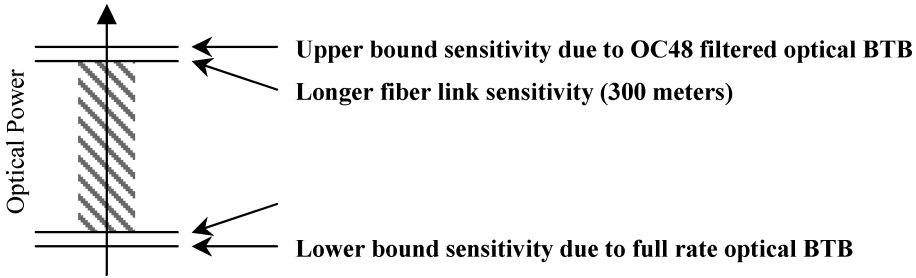 Upper bound sensitivity due to OC48 filtered optical BTB
Longer fiber link sensitivity (300 meters)
Optical Power
Lower bound sensitivity due to full rate optical BTB